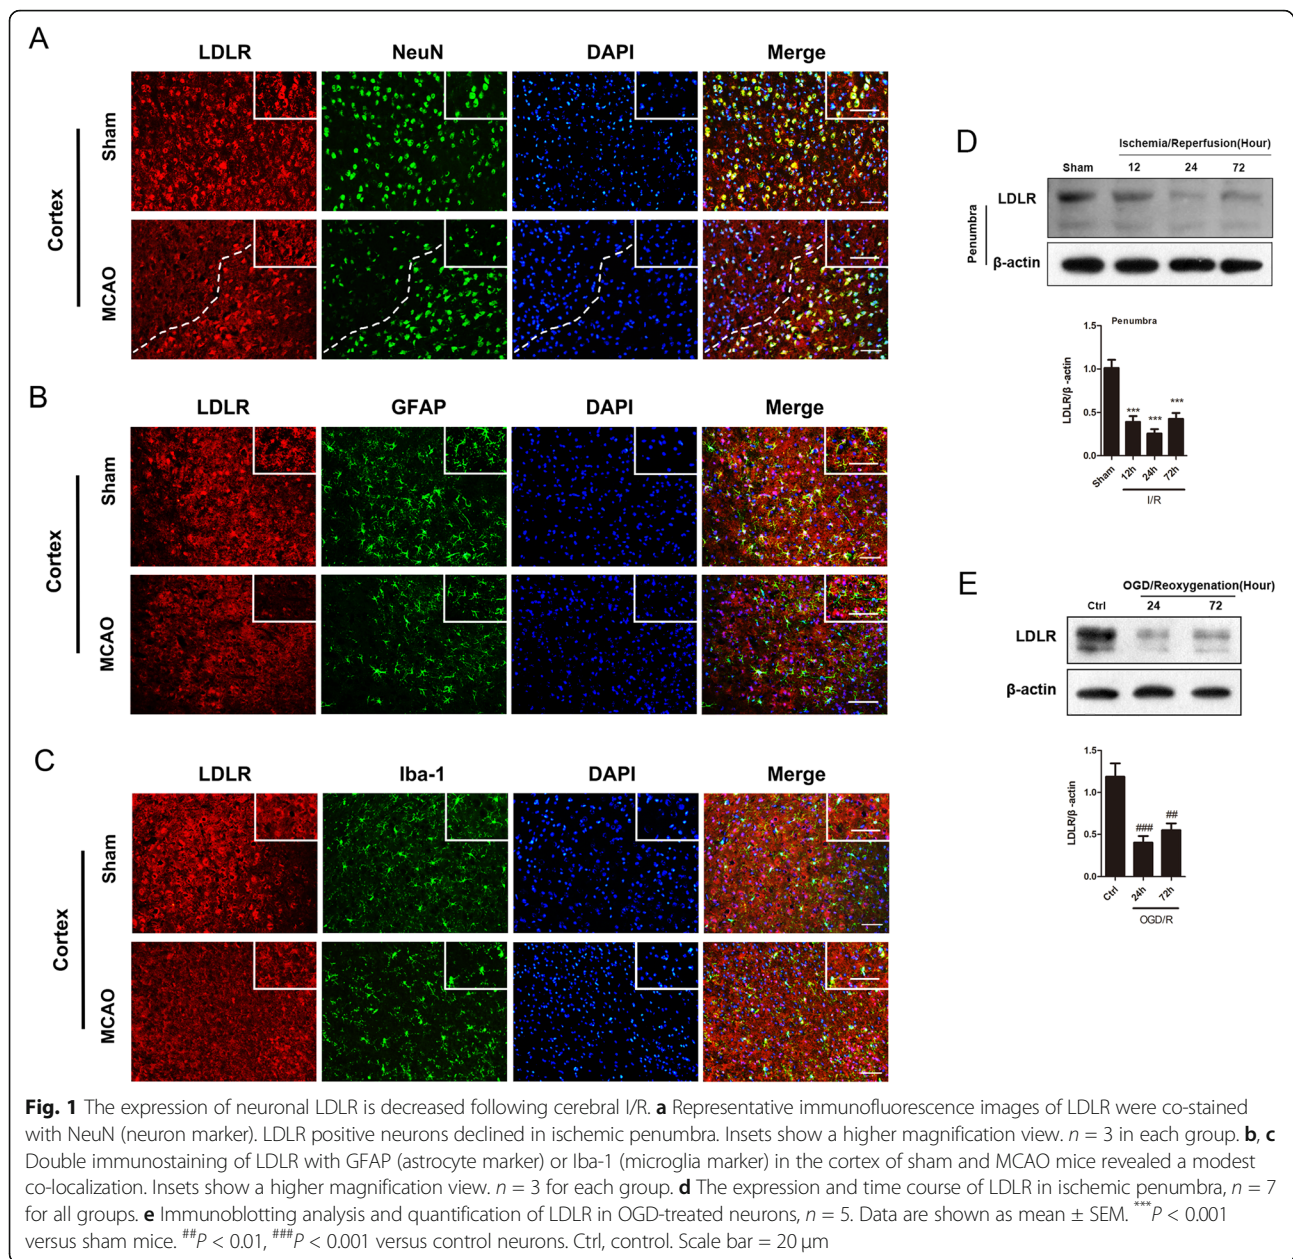 A
LDLR NeuN DAPI Merge
Cortex
Sham
MCAO
B
LDLR GFAP DAPI Merge
Cortex
Sham
MCAO
C
LDLR Iba-1 DAPI Merge
Cortex
Sham
MCAO
D
Ischemia/Reperfusion(Hour)
Sham 12 24 72
Penumbra
LDLR
β-actin
Penumbra
LDLR/β -actin
1.5
1.0
0.5
0.0
*** *** ***
Sham 12h 24h 72h
I/R
E
OGD/Reoxygenation(Hour)
Ctrl 24 72
LDLR
β-actin
LDLR/β -actin
1.5
1.0
0.5
0.0
### ##
Ctrl 24h 72h
OGD/R
Fig. 1 The expression of neuronal LDLR is decreased following cerebral I/R. a Representative immunofluorescence images of LDLR were co-stained
with NeuN (neuron marker). LDLR positive neurons declined in ischemic penumbra. Insets show a higher magnification view. n = 3 in each group. b, c
Double immunostaining of LDLR with GFAP (astrocyte marker) or Iba-1 (microglia marker) in the cortex of sham and MCAO mice revealed a modest
co-localization. Insets show a higher magnification view. n = 3 for each group. d The expression and time course of LDLR in ischemic penumbra, n = 7
for all groups. e Immunoblotting analysis and quantification of LDLR in OGD-treated neurons, n = 5. Data are shown as mean ± SEM. ***P < 0.001
versus sham mice. ##P < 0.01, ###P < 0.001 versus control neurons. Ctrl, control. Scale bar = 20 μm